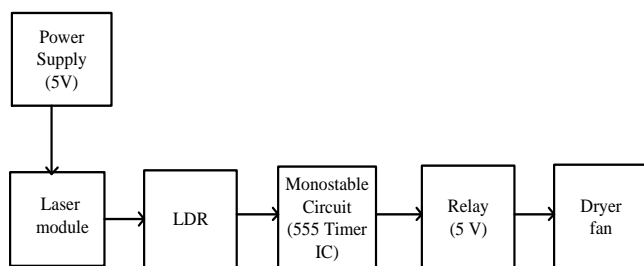 Power
Supply
(5V)
Laser
module
LDR
Monostable
Circuit
(555 Timer
IC)
Relay
(5 V)
Dryer
fan